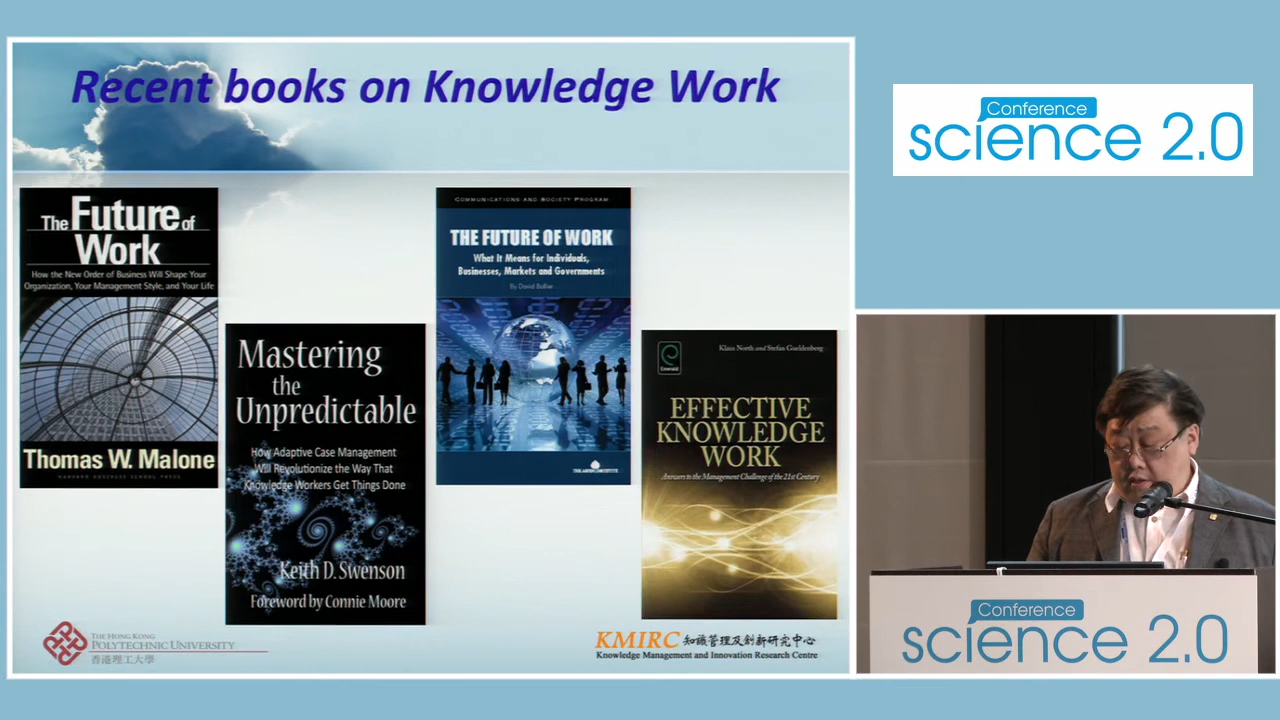 Recent books on Knowledge Work
The Future of
Work
How the New Order of Business Will Shape Your
Organization, Your Management Style, and Your Life
Thomas W. Malone
HARVARD BUSINESS SCHOOL PRESS
Mastering
the
Unpredictable
How Adaptive Case Management
Will Revolutionize the Way That
Knowledge Workers Get Things Done
Keith D. Swenson
Foreword by Connie Moore
COMMUNICATIONS AND SOCIETY PROGRAM
THE FUTURE OF WORK
What It Means for Individuals,
Businesses, Markets and Governments
By David Bollier
THE ASPEN INSTITUTE
Klaus North and Stefan Gueldenberg
Emerald
EFFECTIVE
KNOWLEDGE
WORK
Answers to the Management Challenge of the 21st Century
THE HONG KONG
POLYTECHNIC UNIVERSITY
香港理工大學
KMIRC 知識管理及創新研究中心
Knowledge Management and Innovation Research Centre
Conference
science 2.0
Conference
science 2.0